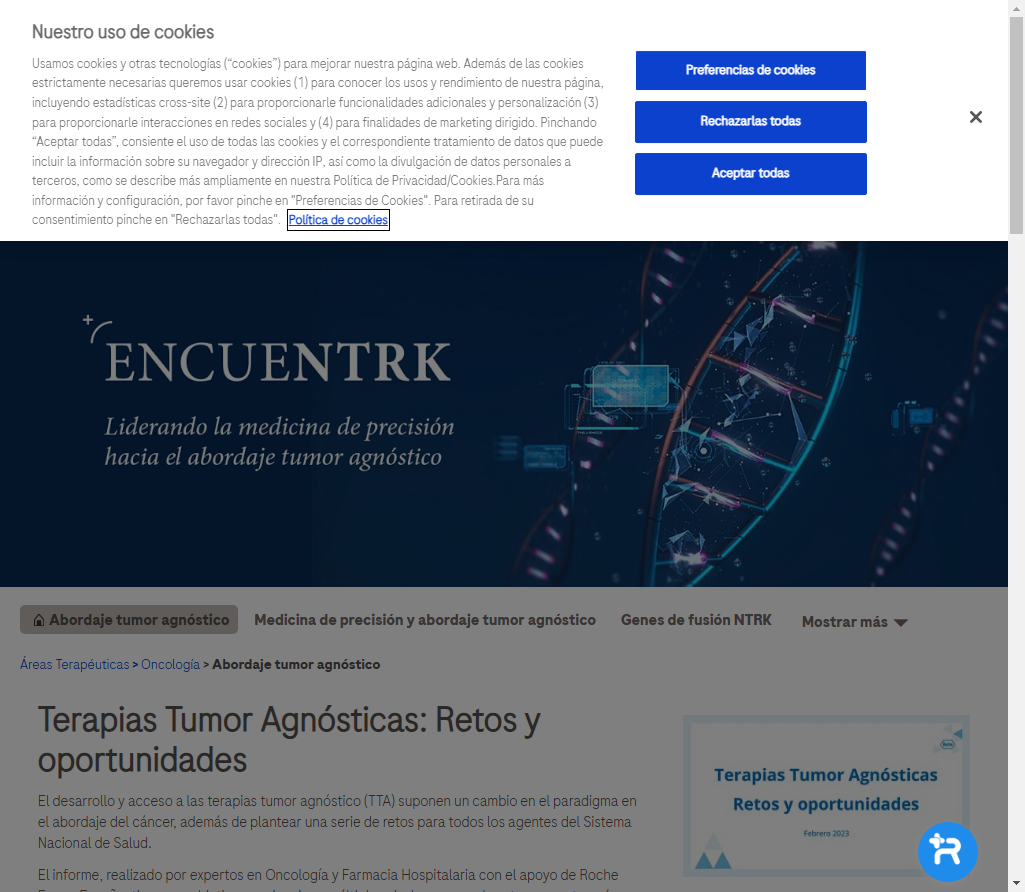 Nuestro uso de cookies
Usamos cookies y otras tecnologías (“cookies”) para mejorar nuestra página web. Además de las cookies
estrictamente necesarias queremos usar cookies (1) para conocer los usos y rendimiento de nuestra página,
incluyendo estadísticas cross-site (2) para proporcionarle funcionalidades adicionales y personalización (3)
para proporcionarle interacciones en redes sociales y (4) para finalidades de marketing dirigido. Pinchando
“Aceptar todas”, consiente el uso de todas las cookies y el correspondiente tratamiento de datos que puede
incluir la información sobre su navegador y dirección IP, así como la divulgación de datos personales a
terceros, como se describe más ampliamente en nuestra Política de Privacidad/Cookies.Para más
información y configuración, por favor pinche en "Preferencias de Cookies". Para retirada de su
consentimiento pinche en "Rechazarlas todas". Política de cookies
Preferencias de cookies
Rechazarlas todas
Aceptar todas
ENCUENTRK
Liderando la medicina de precisión
hacia el abordaje tumor agnóstico
Abordaje tumor agnóstico Medicina de precisión y abordaje tumor agnóstico Genes de fusión NTRK Mostrar más
Áreas Terapéuticas > Oncología > Abordaje tumor agnóstico
Terapias Tumor Agnósticas: Retos y
oportunidades
El desarrollo y acceso a las terapias tumor agnóstico (TTA) suponen un cambio en el paradigma en
el abordaje del cáncer, además de plantear una serie de retos para todos los agentes del Sistema
Nacional de Salud.
El informe, realizado por expertos en Oncología y Farmacia Hospitalaria con el apoyo de Roche
Roche
Terapias Tumor Agnósticas
Retos y oportunidades
Febrero 2023